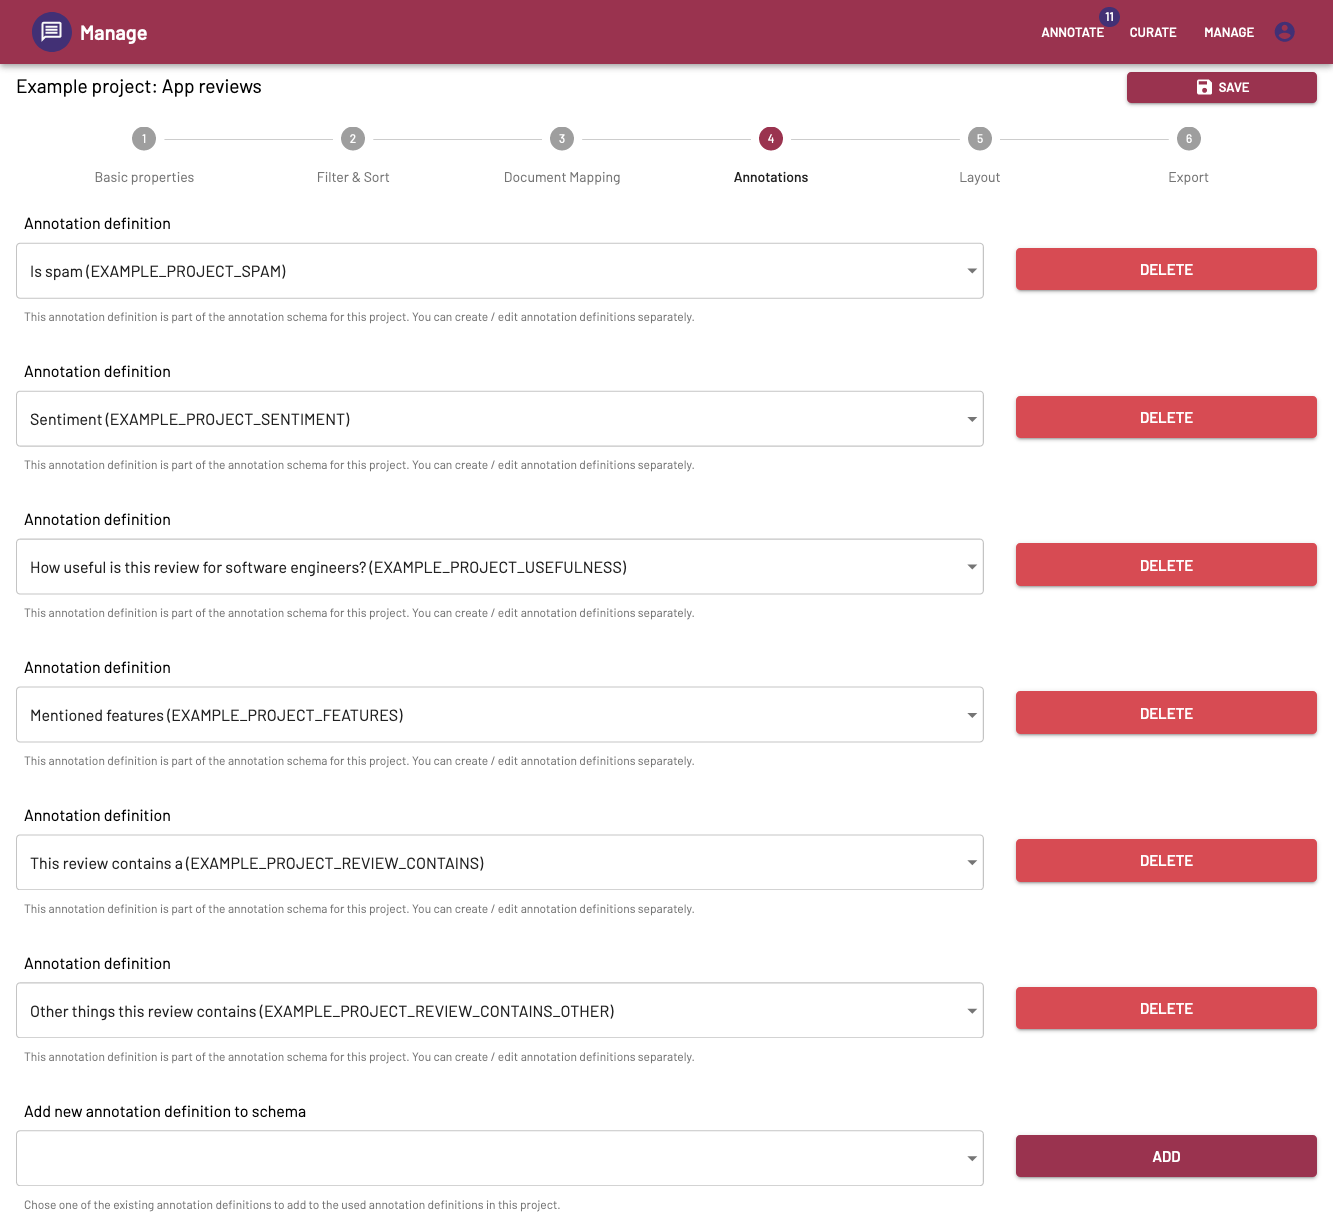 Manage
11
ANNOTATE CURATE MANAGE
Example project: App reviews
SAVE
1 2 3 4 5 6
Basic properties Filter & Sort Document Mapping Annotations Layout Export
Annotation definition
Is spam (EXAMPLE_PROJECT_SPAM)
DELETE
This annotation definition is part of the annotation schema for this project. You can create / edit annotation definitions separately.
Annotation definition
Sentiment (EXAMPLE_PROJECT_SENTIMENT)
DELETE
This annotation definition is part of the annotation schema for this project. You can create / edit annotation definitions separately.
Annotation definition
How useful is this review for software engineers? (EXAMPLE_PROJECT_USEFULNESS)
DELETE
This annotation definition is part of the annotation schema for this project. You can create / edit annotation definitions separately.
Annotation definition
Mentioned features (EXAMPLE_PROJECT_FEATURES)
DELETE
This annotation definition is part of the annotation schema for this project. You can create / edit annotation definitions separately.
Annotation definition
This review contains a (EXAMPLE_PROJECT_REVIEW_CONTAINS)
DELETE
This annotation definition is part of the annotation schema for this project. You can create / edit annotation definitions separately.
Annotation definition
Other things this review contains (EXAMPLE_PROJECT_REVIEW_CONTAINS_OTHER)
DELETE
This annotation definition is part of the annotation schema for this project. You can create / edit annotation definitions separately.
Add new annotation definition to schema
ADD
Chose one of the existing annotation definitions to add to the used annotation definitions in this project.